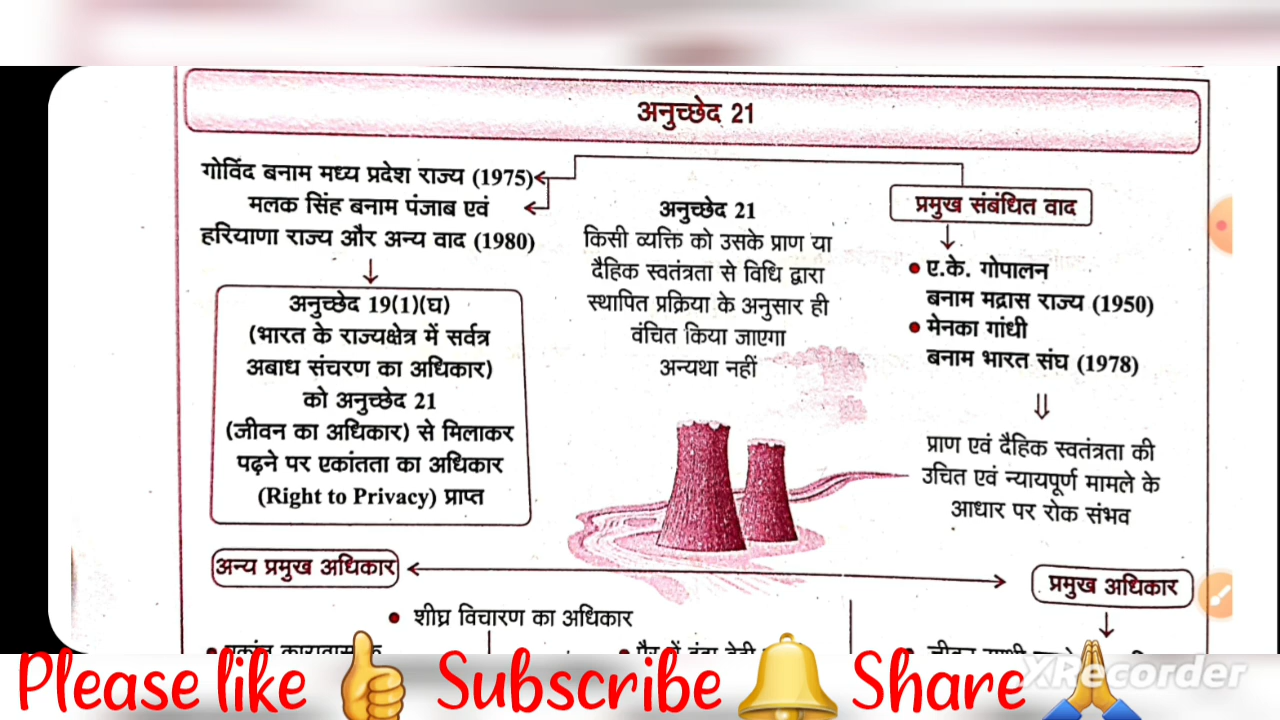 अनुच्छेद 21
गोविंद बनाम मध्य प्रदेश राज्य (1975)
मलक सिंह बनाम पंजाब एवं
हरियाणा राज्य और अन्य वाद (1980)
अनुच्छेद 19(1)(घ)
(भारत के राज्यक्षेत्र में सर्वत्र
अबाध संचरण का अधिकार)
को अनुच्छेद 21
(जीवन का अधिकार) से मिलाकर
पढ़ने पर एकांतता का अधिकार
(Right to Privacy) प्राप्त
अनुच्छेद 21
किसी व्यक्ति को उसके प्राण या
दैहिक स्वतंत्रता से विधि द्वारा
स्थापित प्रक्रिया के अनुसार ही
वंचित किया जाएगा
अन्यथा नहीं
प्रमुख संबंधित वाद
• ए.के. गोपालन
बनाम मद्रास राज्य (1950)
• मेनका गांधी
बनाम भारत संघ (1978)
प्राण एवं दैहिक स्वतंत्रता की
उचित एवं न्यायपूर्ण मामले के
आधार पर रोक संभव
अन्य प्रमुख अधिकार
प्रमुख अधिकार
• शीघ्र विचारण का अधिकार
Please like Subscribe Share
XRecorder